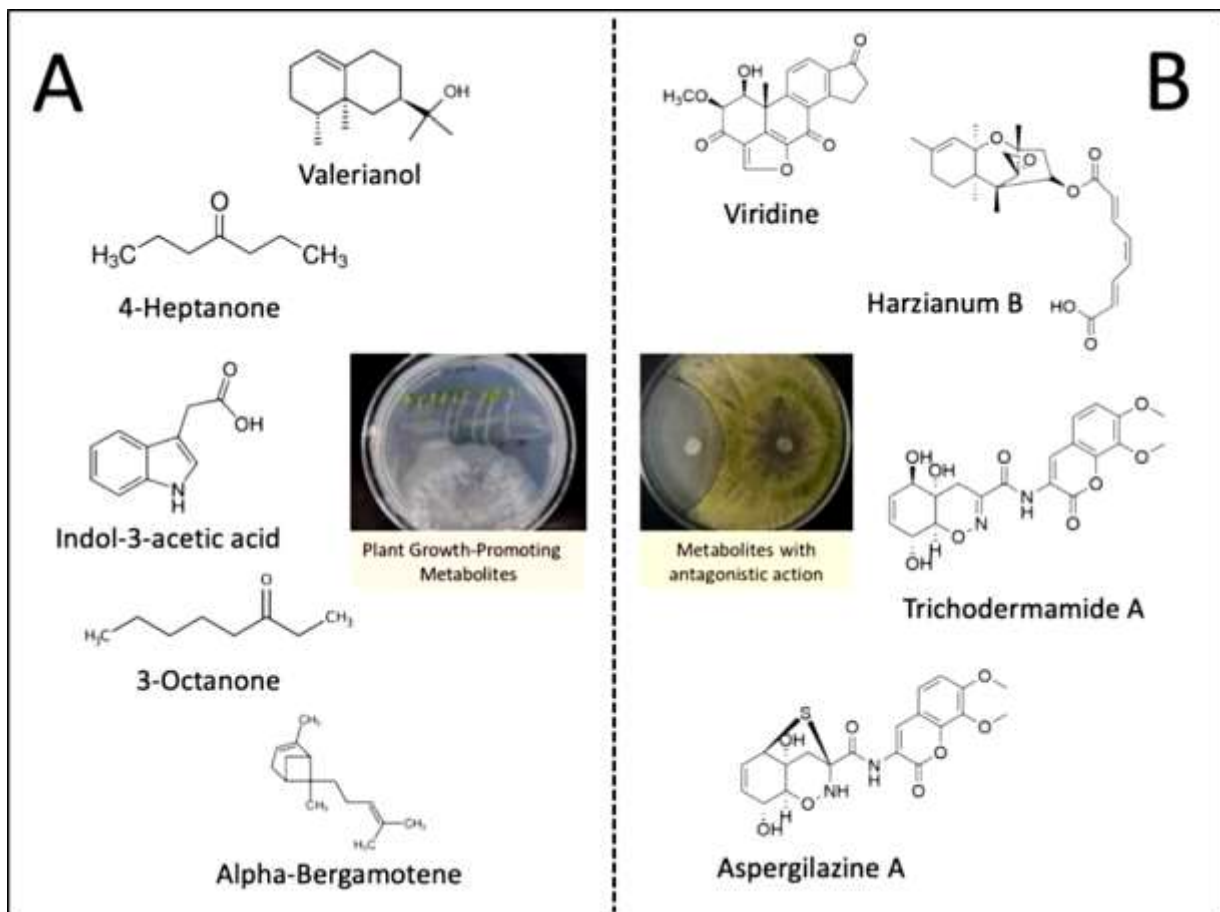 A
OH
Valerianol
O
H₃C
CH₃
4-Heptanone
O
OH
N
H
Indol-3-acetic acid
Plant Growth-Promoting
Metabolites
O
H₃C
CH₃
3-Octanone
CH₃
CH₃
CH₃
H₃C
Alpha-Bergamotene
B
O
OH
H₃CO
O
O
O
Viridine
O
O
O
O
HO
O
Harzianum B
Metabolites with
antagonistic action
OH
OH
O
O
O
N
H
O
O
O
N
H
OH
Trichodermamide A
S
OH
O
O
O
N
H
O
O
O
NH
H
OH
Aspergilazine A